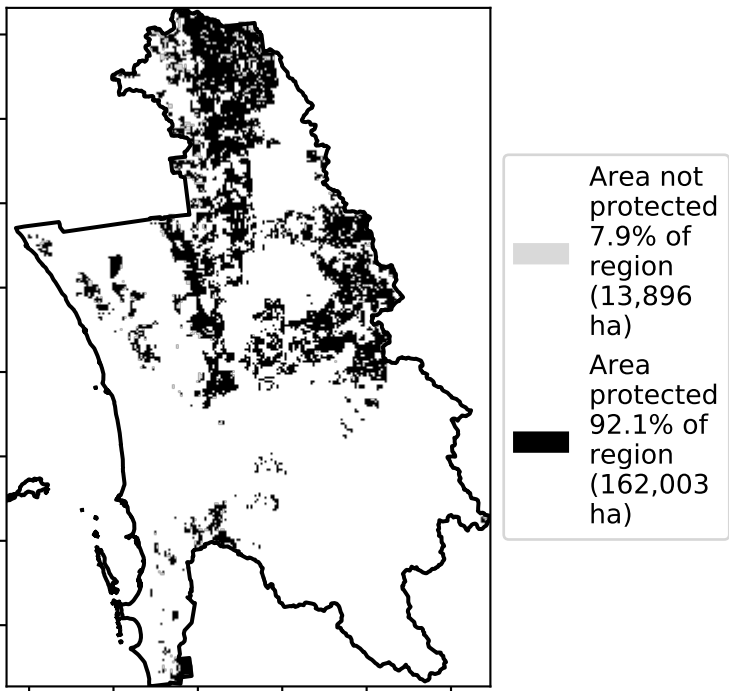 Area not
protected
7.9% of
region
(13,896
ha)
Area
protected
92.1% of
region
(162,003
ha)